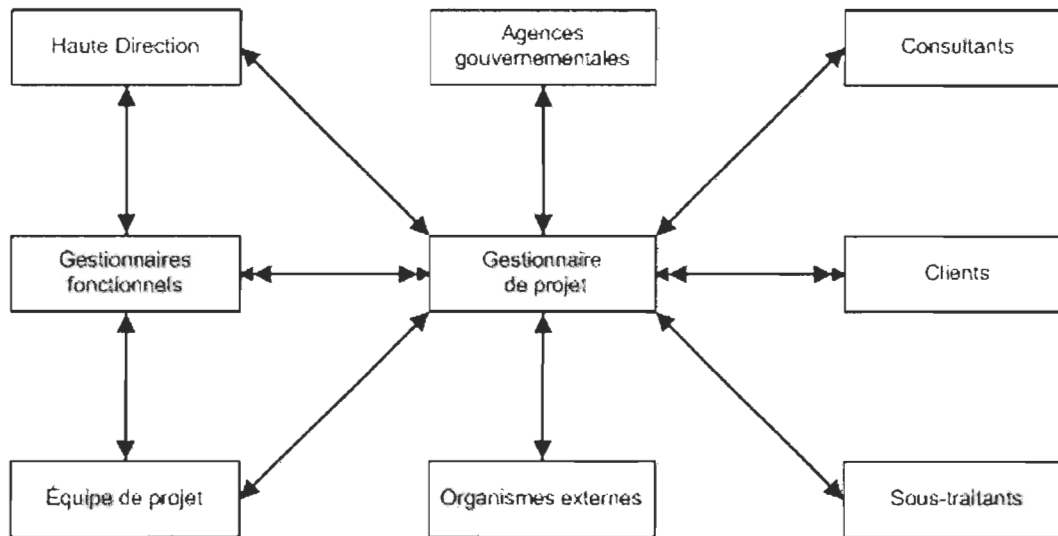 Haute Direction
Agences
gouvernementales
Consultants
Gestionnaires
fonctionnels
Gestionnaire
de projet
Clients
Équipe de projet
Organismes externes
Sous-traitants